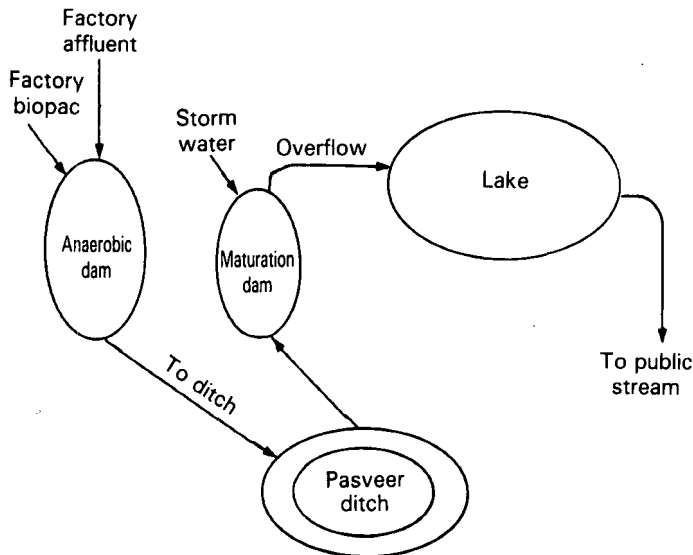 Factory
affluent
Factory
biopac
Storm
water
Overflow
Lake
Anaerobic
dam
Maturation
dam
To ditch
To public
stream
Pasveer
ditch